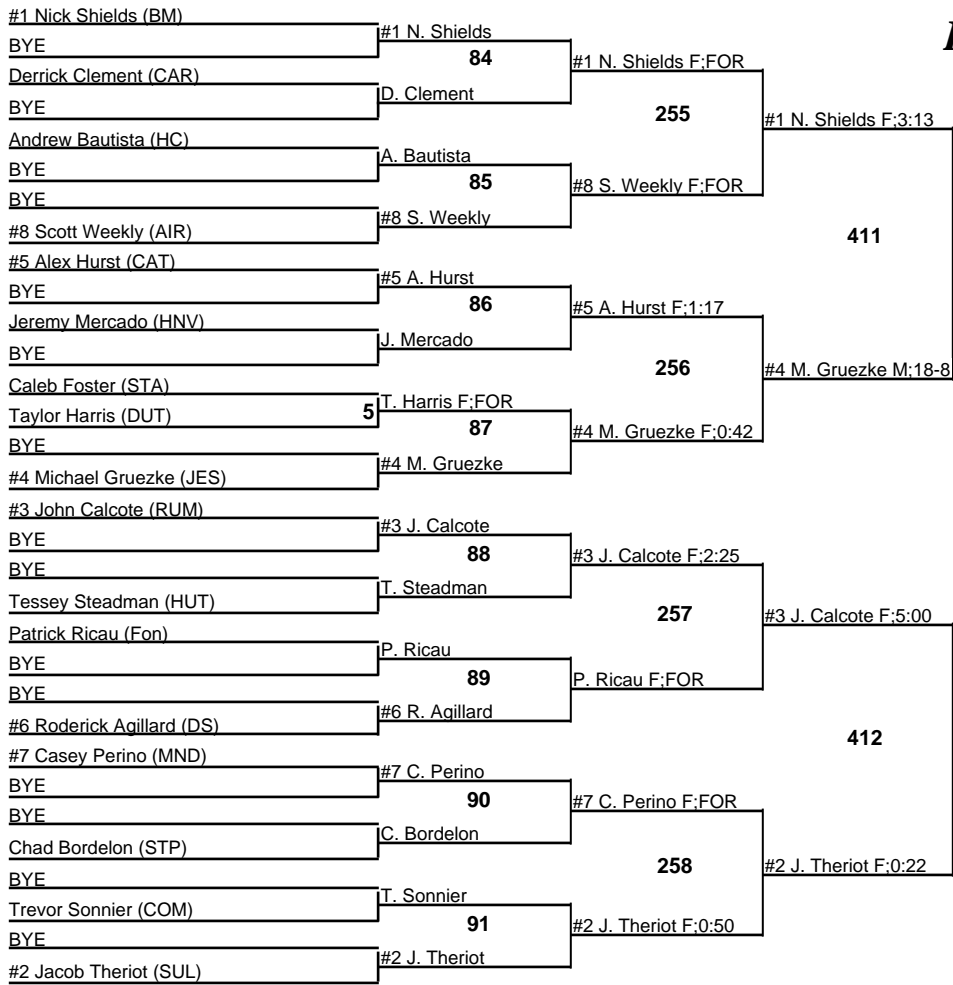 #1 Nick Shields (BM)
BYE
Derrick Clement (CAR)
BYE
Andrew Bautista (HC)
BYE
BYE
#8 Scott Weekly (AIR)
#5 Alex Hurst (CAT)
BYE
Jeremy Mercado (HNV)
BYE
Caleb Foster (STA)
Taylor Harris (DUT)
BYE
#4 Michael Gruezke (JES)
#3 John Calcote (RUM)
BYE
BYE
Tessey Steadman (HUT)
Patrick Ricau (Fon)
BYE
BYE
#6 Roderick Agillard (DS)
#7 Casey Perino (MND)
BYE
BYE
Chad Bordelon (STP)
BYE
Trevor Sonnier (COM)
BYE
#2 Jacob Theriot (SUL)
5
#1 N. Shields
84
D. Clement
A. Bautista
85
#8 S. Weekly
#5 A. Hurst
86
J. Mercado
T. Harris F;FOR
87
#4 M. Gruezke
#3 J. Calcote
88
T. Steadman
P. Ricau
89
#6 R. Agillard
#7 C. Perino
90
C. Bordelon
T. Sonnier
91
#2 J. Theriot
#1 N. Shields F;FOR
255
#8 S. Weekly F;FOR
#5 A. Hurst F;1:17
256
#4 M. Gruezke F;0:42
#3 J. Calcote F;2:25
257
P. Ricau F;FOR
#7 C. Perino F;FOR
258
#2 J. Theriot F;0:50
#1 N. Shields F;3:13
411
#4 M. Gruezke M;18-8
#3 J. Calcote F;5:00
412
#2 J. Theriot F;0:22